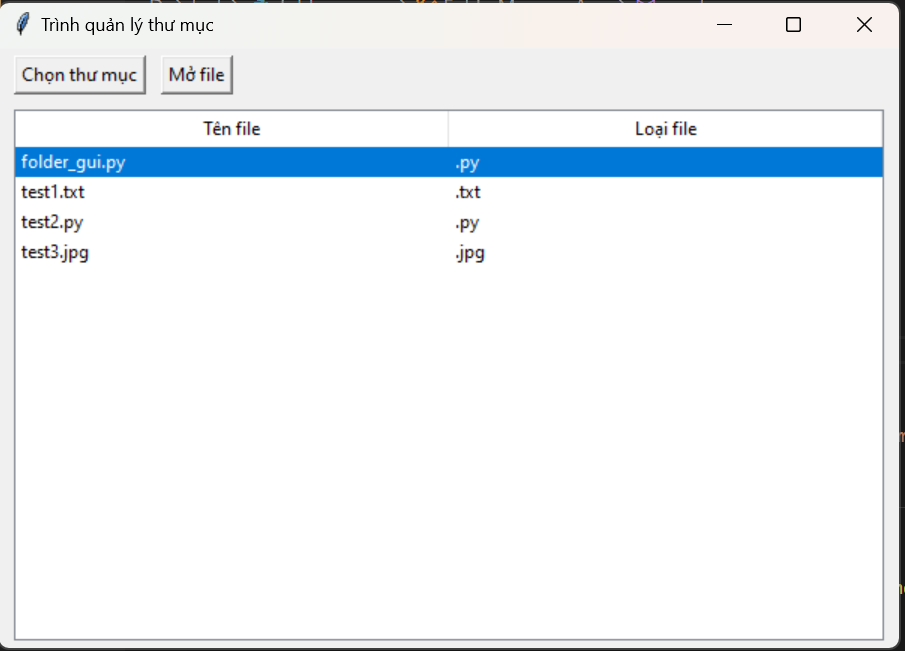 Trình quản lý thư mục
Chọn thư mục Mở file
Tên file Loại file
folder_gui.py .py
test1.txt .txt
test2.py .py
test3.jpg .jpg